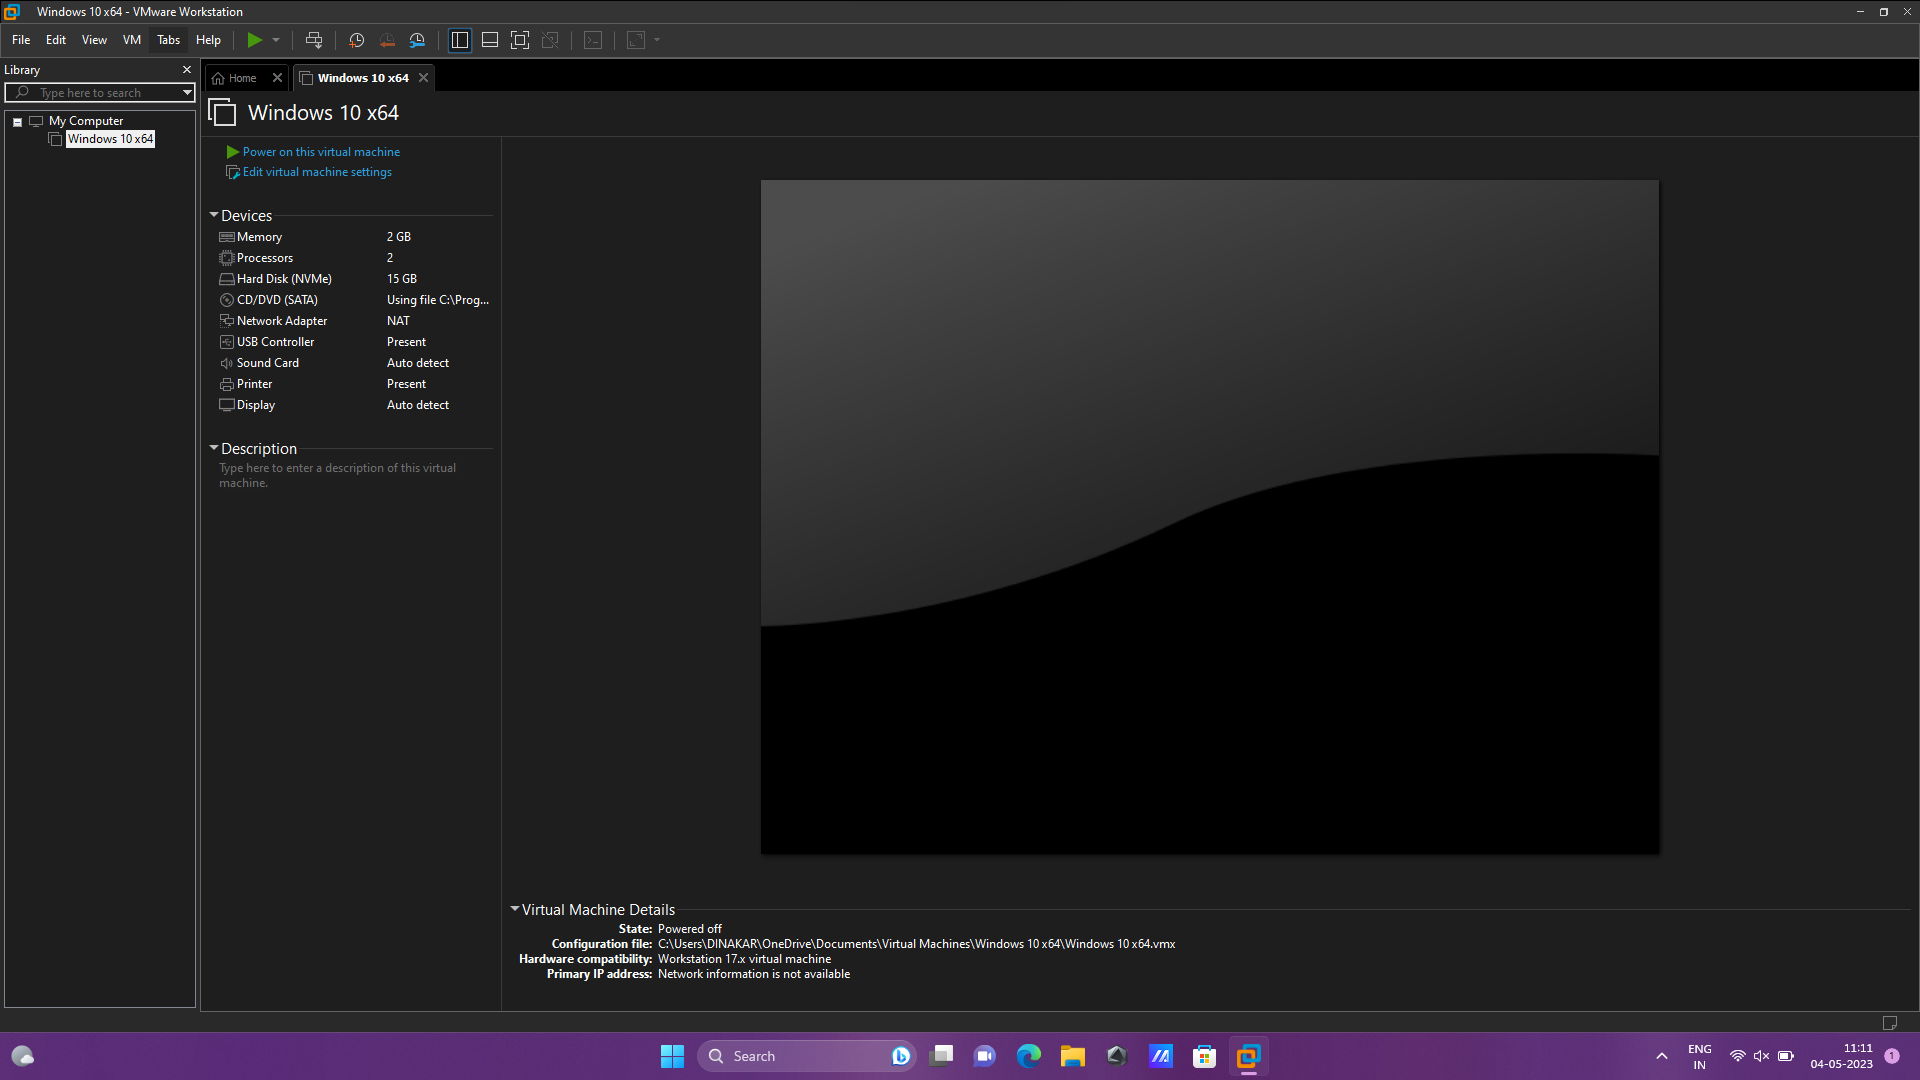 Windows 10 x64 - VMware Workstation
File Edit View VM Tabs Help
Library
Type here to search
My Computer
Windows 10 x64
Home
Windows 10 x64
Windows 10 x64
Power on this virtual machine
Edit virtual machine settings
Devices
Memory 2 GB
Processors 2
Hard Disk (NVMe) 15 GB
CD/DVD (SATA) Using file C:\Prog...
Network Adapter NAT
USB Controller Present
Sound Card Auto detect
Printer Present
Display Auto detect
Description
Type here to enter a description of this virtual
machine.
Virtual Machine Details
State: Powered off
Configuration file: C:\Users\DINAKAR\OneDrive\Documents\Virtual Machines\Windows 10 x64\Windows 10 x64.vmx
Hardware compatibility: Workstation 17.x virtual machine
Primary IP address: Network information is not available
Search
ENG
IN
11:11
04-05-2023
1